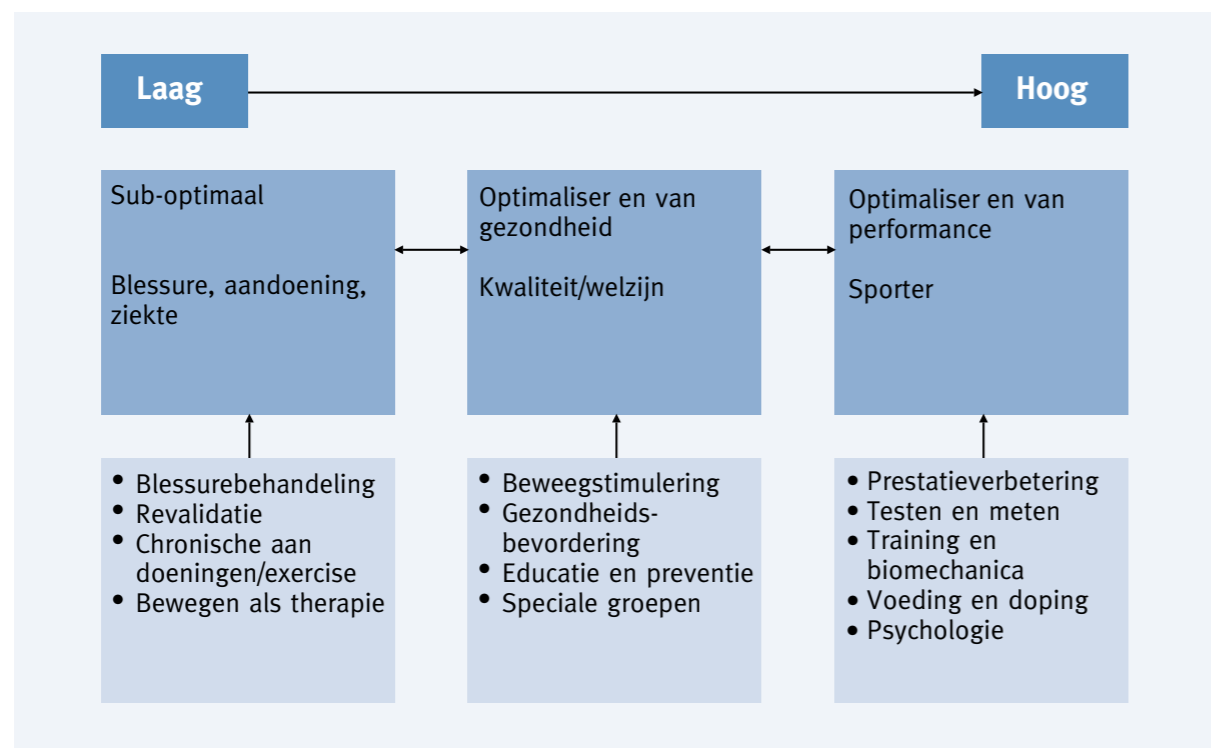 Laag
Hoog
Sub-optimaal
Blessure, aandoening,
ziekte
Optimaliser en van
gezondheid
Kwaliteit/welzijn
Optimaliser en van
performance
Sporter
• Blessurebehandeling
• Revalidatie
• Chronische aan
doeningen/exercise
• Bewegen als therapie
• Beweegstimulering
• Gezondheids-
bevordering
• Educatie en preventie
• Speciale groepen
• Prestatieverbetering
• Testen en meten
• Training en
biomechanica
• Voeding en doping
• Psychologie